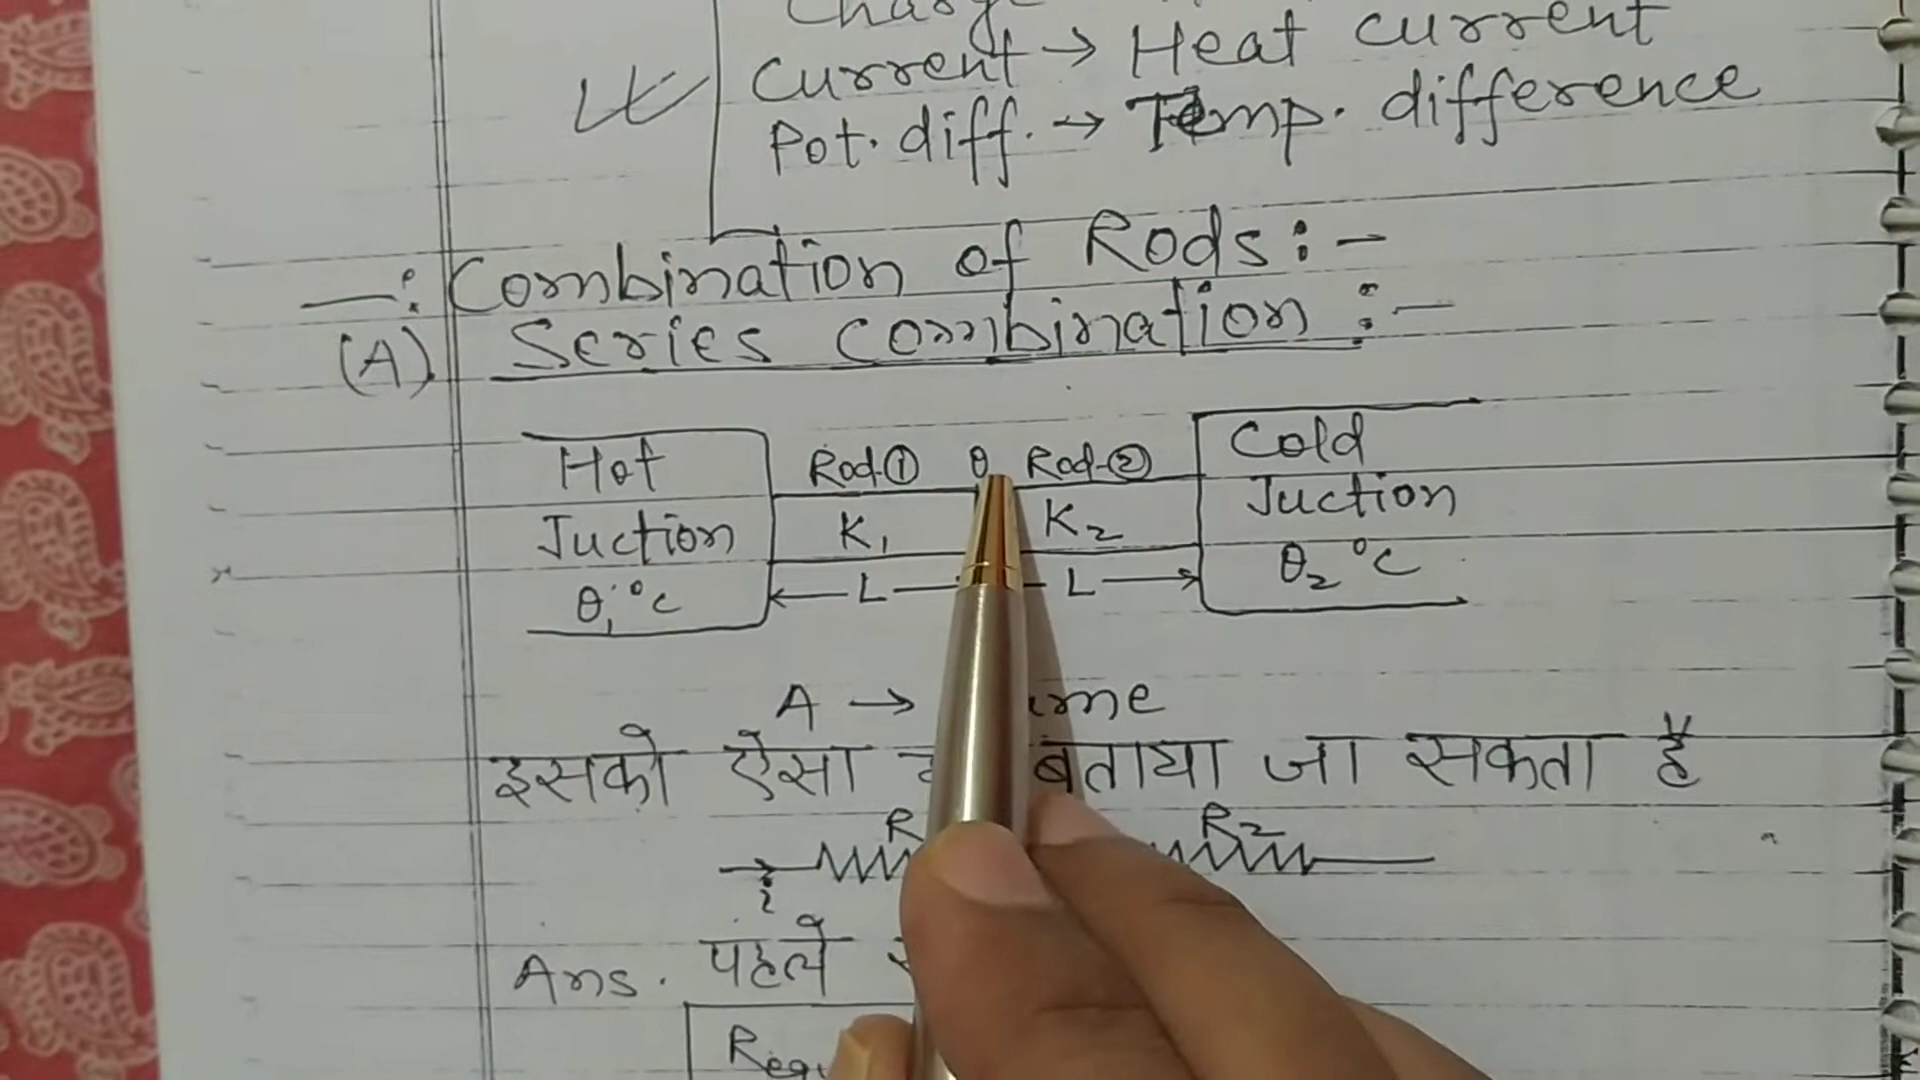 Current → Heat current
Pot. diff. → Temp. difference
—: Combination of Rods :-
(A) Series combination :-
Hot
Juction
θ₁°c
Rod-① θ Rod-②
K₁ K₂
L L
Cold
Juction
θ₂°c
A →
इसको ऐसा बताया जा सकता है
R R₂
i
Ans. पहले